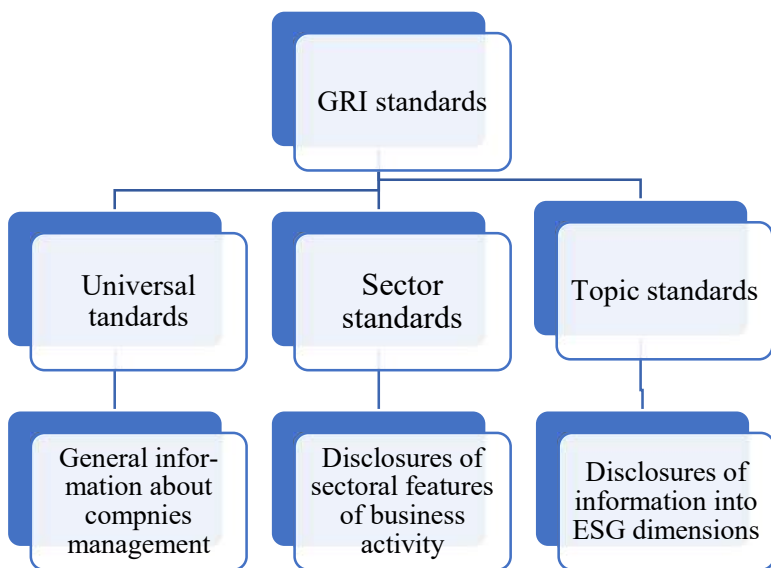 GRI standards
Universal
tandards
Sector
standards
Topic standards
General infor-
mation about
compnies
management
Disclosures of
sectoral features
of business
activity
Disclosures of
information into
ESG dimensions